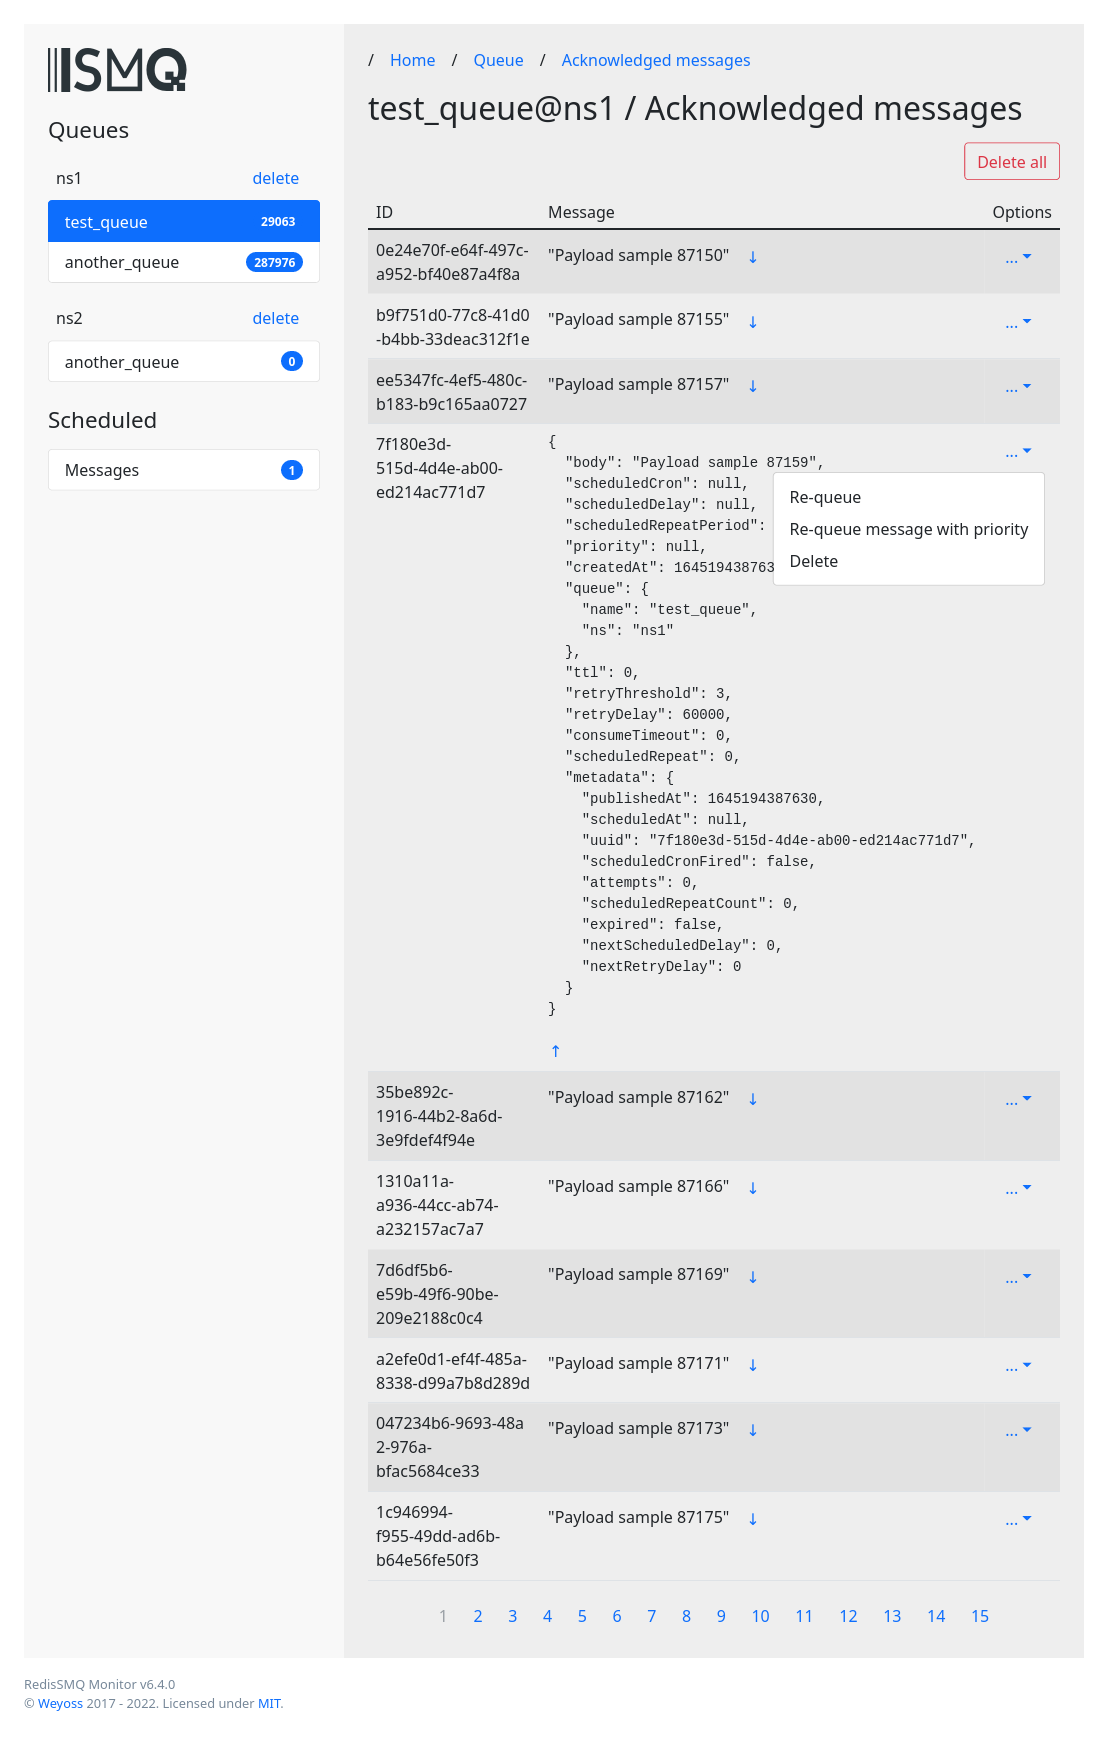 ISMQ
Queues
ns1 delete
test_queue 29063
another_queue 287976
ns2 delete
another_queue 0
Scheduled
Messages 1
/ Home / Queue / Acknowledged messages
test_queue@ns1 / Acknowledged messages
Delete all
ID Message Options
0e24e70f-e64f-497c-
a952-bf40e87a4f8a
"Payload sample 87150" ↓ ...
b9f751d0-77c8-41d0
-b4bb-33deac312f1e
"Payload sample 87155" ↓ ...
ee5347fc-4ef5-480c-
b183-b9c165aa0727
"Payload sample 87157" ↓ ...
7f180e3d-
515d-4d4e-ab00-
ed214ac771d7
{
  "body": "Payload sample 87159",
  "scheduledCron": null,
  "scheduledDelay": null,
  "scheduledRepeatPeriod":
  "priority": null,
  "createdAt": 164519438763
  "queue": {
    "name": "test_queue",
    "ns": "ns1"
  },
  "ttl": 0,
  "retryThreshold": 3,
  "retryDelay": 60000,
  "consumeTimeout": 0,
  "scheduledRepeat": 0,
  "metadata": {
    "publishedAt": 1645194387630,
    "scheduledAt": null,
    "uuid": "7f180e3d-515d-4d4e-ab00-ed214ac771d7",
    "scheduledCronFired": false,
    "attempts": 0,
    "scheduledRepeatCount": 0,
    "expired": false,
    "nextScheduledDelay": 0,
    "nextRetryDelay": 0
  }
}
↑
...
Re-queue
Re-queue message with priority
Delete
35be892c-
1916-44b2-8a6d-
3e9fdef4f94e
"Payload sample 87162" ↓ ...
1310a11a-
a936-44cc-ab74-
a232157ac7a7
"Payload sample 87166" ↓ ...
7d6df5b6-
e59b-49f6-90be-
209e2188c0c4
"Payload sample 87169" ↓ ...
a2efe0d1-ef4f-485a-
8338-d99a7b8d289d
"Payload sample 87171" ↓ ...
047234b6-9693-48a
2-976a-
bfac5684ce33
"Payload sample 87173" ↓ ...
1c946994-
f955-49dd-ad6b-
b64e56fe50f3
"Payload sample 87175" ↓ ...
1 2 3 4 5 6 7 8 9 10 11 12 13 14 15
RedisSMQ Monitor v6.4.0
© Weyoss 2017 - 2022. Licensed under MIT.